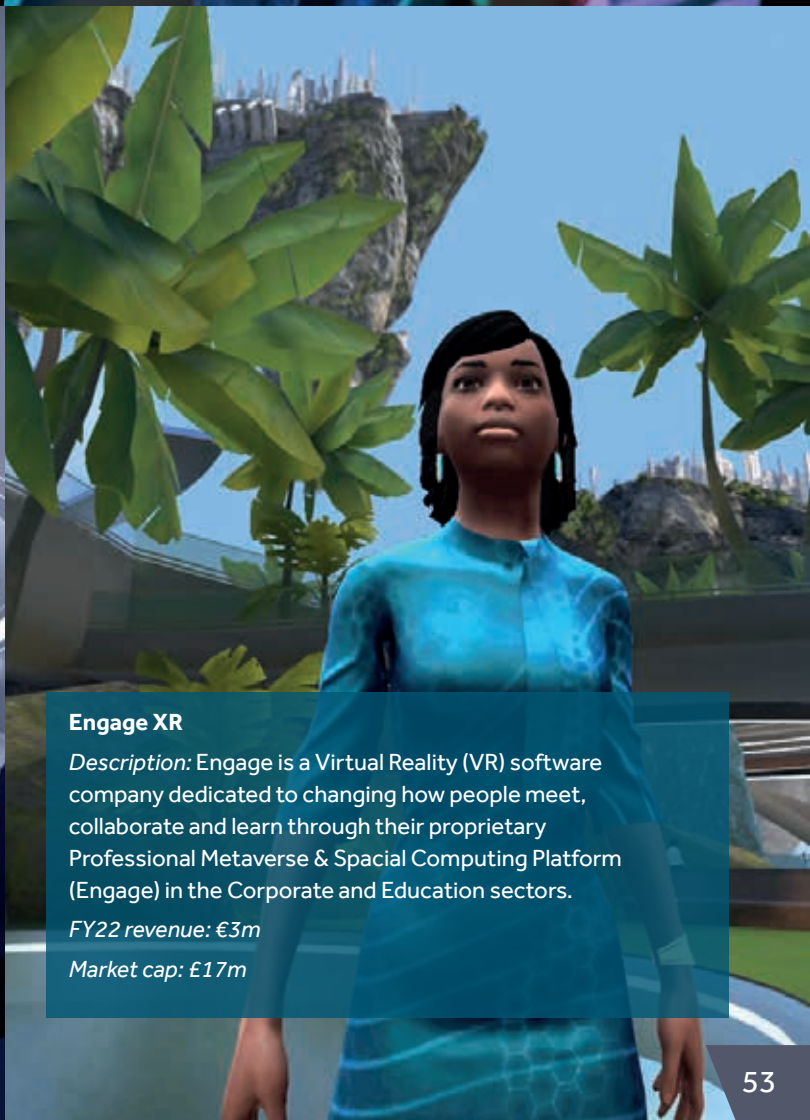 Engage XR
Description: Engage is a Virtual Reality (VR) software
company dedicated to changing how people meet,
collaborate and learn through their proprietary
Professional Metaverse & Spacial Computing Platform
(Engage) in the Corporate and Education sectors.
FY22 revenue: €3m
Market cap: £17m
53